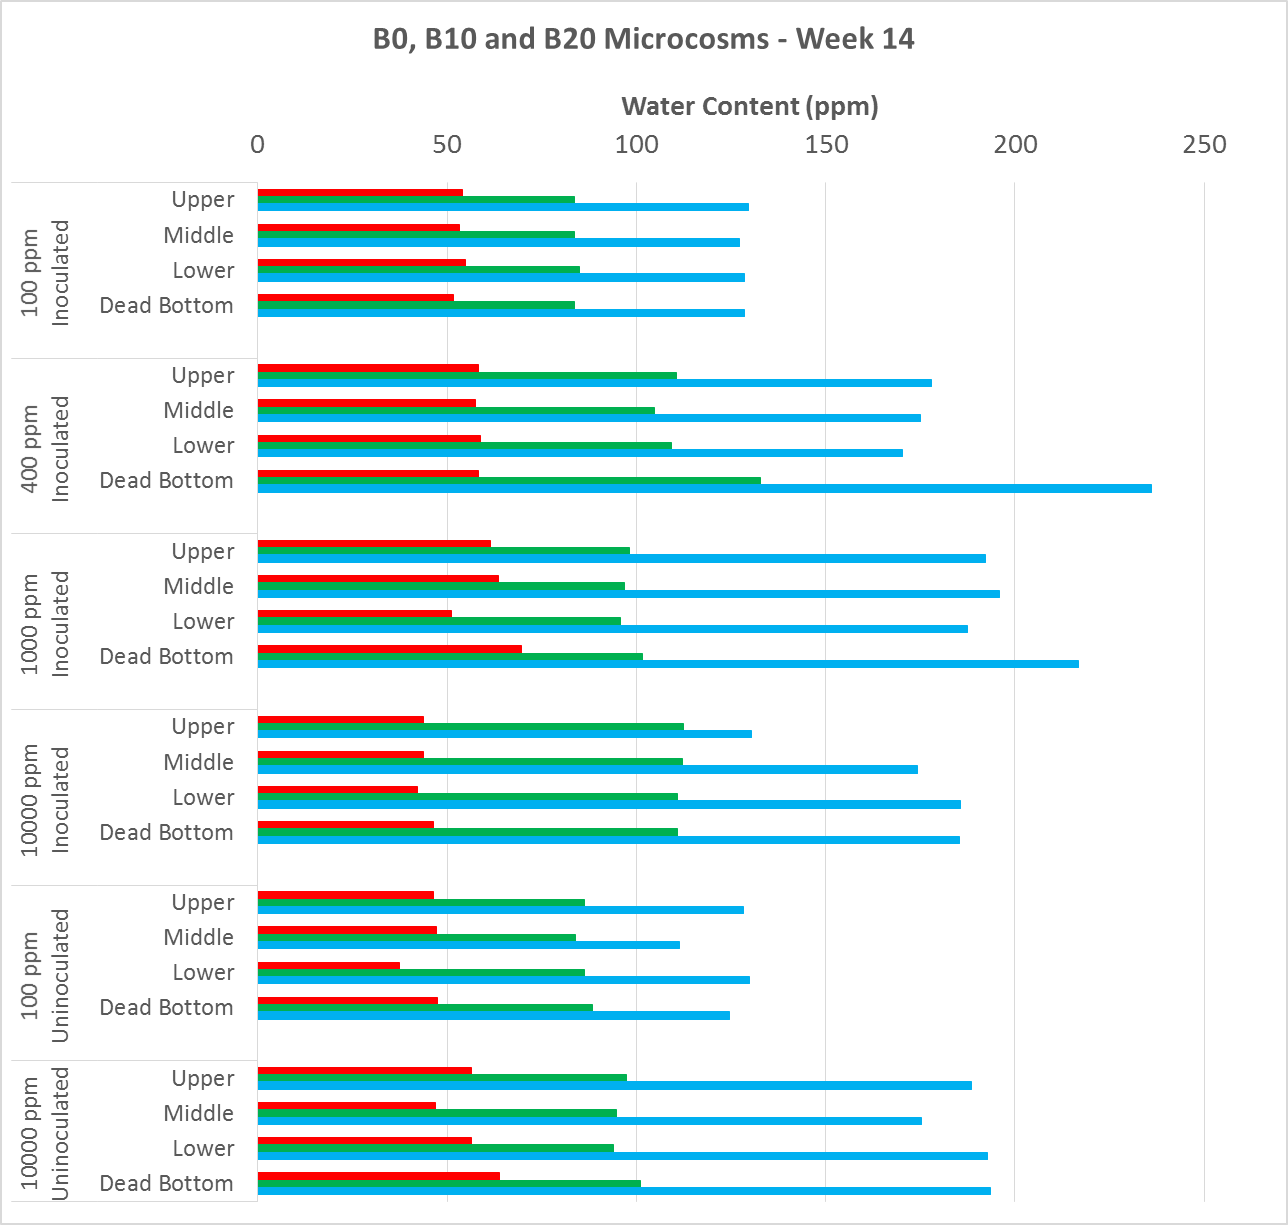 B0, B10 and B20 Microcosms - Week 14
Water Content (ppm)
0 50 100 150 200 250
100 ppm
Inoculated
Upper
Middle
Lower
Dead Bottom
400 ppm
Inoculated
Upper
Middle
Lower
Dead Bottom
1000 ppm
Inoculated
Upper
Middle
Lower
Dead Bottom
10000 ppm
Inoculated
Upper
Middle
Lower
Dead Bottom
100 ppm
Uninoculated
Upper
Middle
Lower
Dead Bottom
10000 ppm
Uninoculated
Upper
Middle
Lower
Dead Bottom